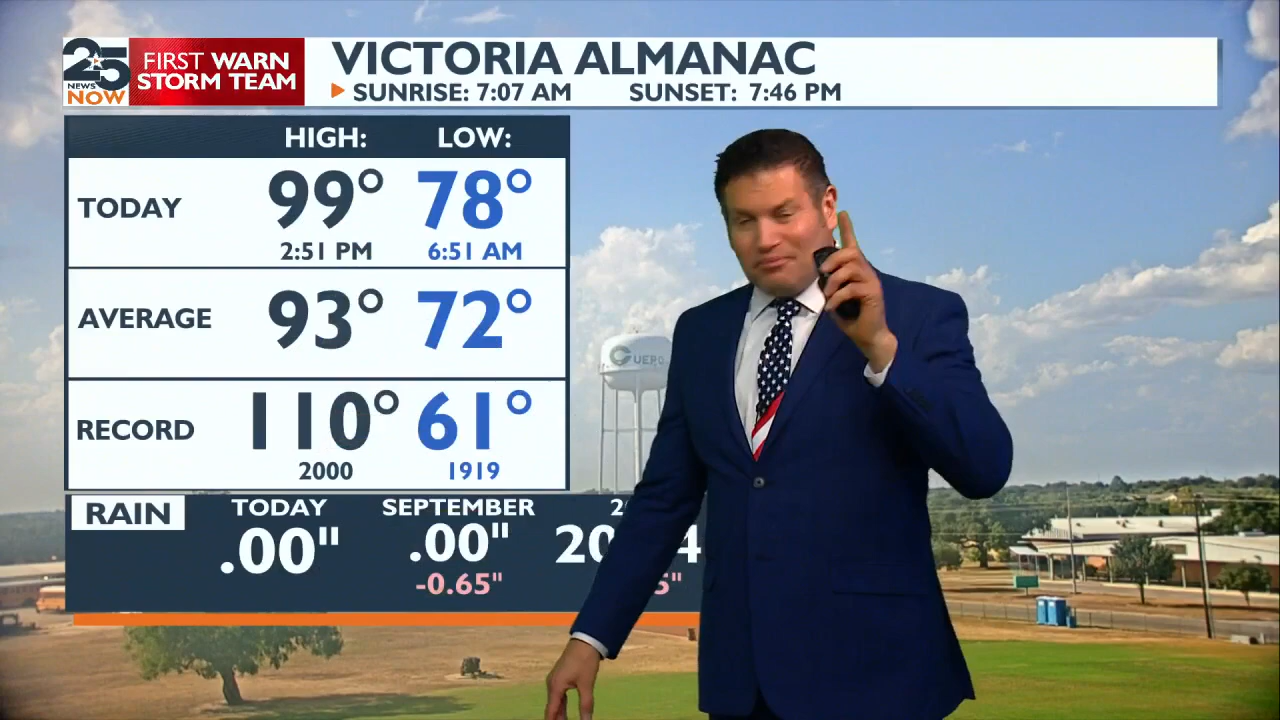 25
NEWS
NOW
FIRST WARN
STORM TEAM
VICTORIA ALMANAC
SUNRISE: 7:07 AM SUNSET: 7:46 PM
HIGH: LOW:
TODAY 99° 78°
2:51 PM 6:51 AM
AVERAGE 93° 72°
RECORD 110° 61°
2000 1919
CUERO
RAIN TODAY SEPTEMBER
.00" .00"
-0.65"